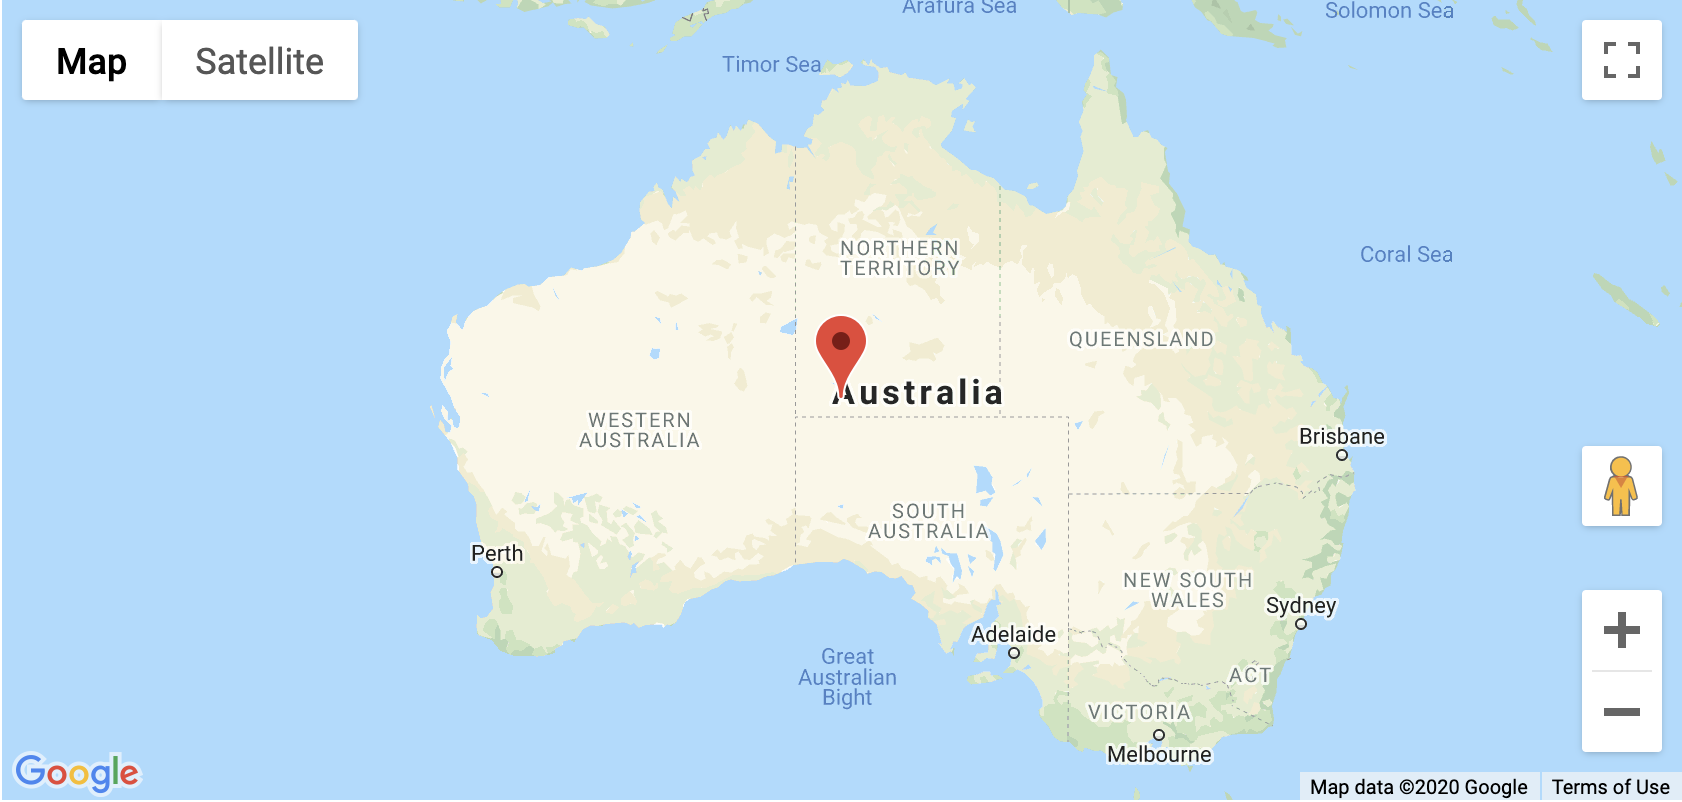 Arafura Sea
Solomon Sea
Map
Satellite
Timor Sea
NORTHERN
TERRITORY
Coral Sea
QUEENSLAND
Australia
WESTERN
AUSTRALIA
Brisbane
SOUTH
AUSTRALIA
Perth
NEW SOUTH
WALES
Sydney
Adelaide
Great
Australian
Bight
ACT
VICTORIA
Melbourne
Google
Map data ©2020 Google
Terms of Use